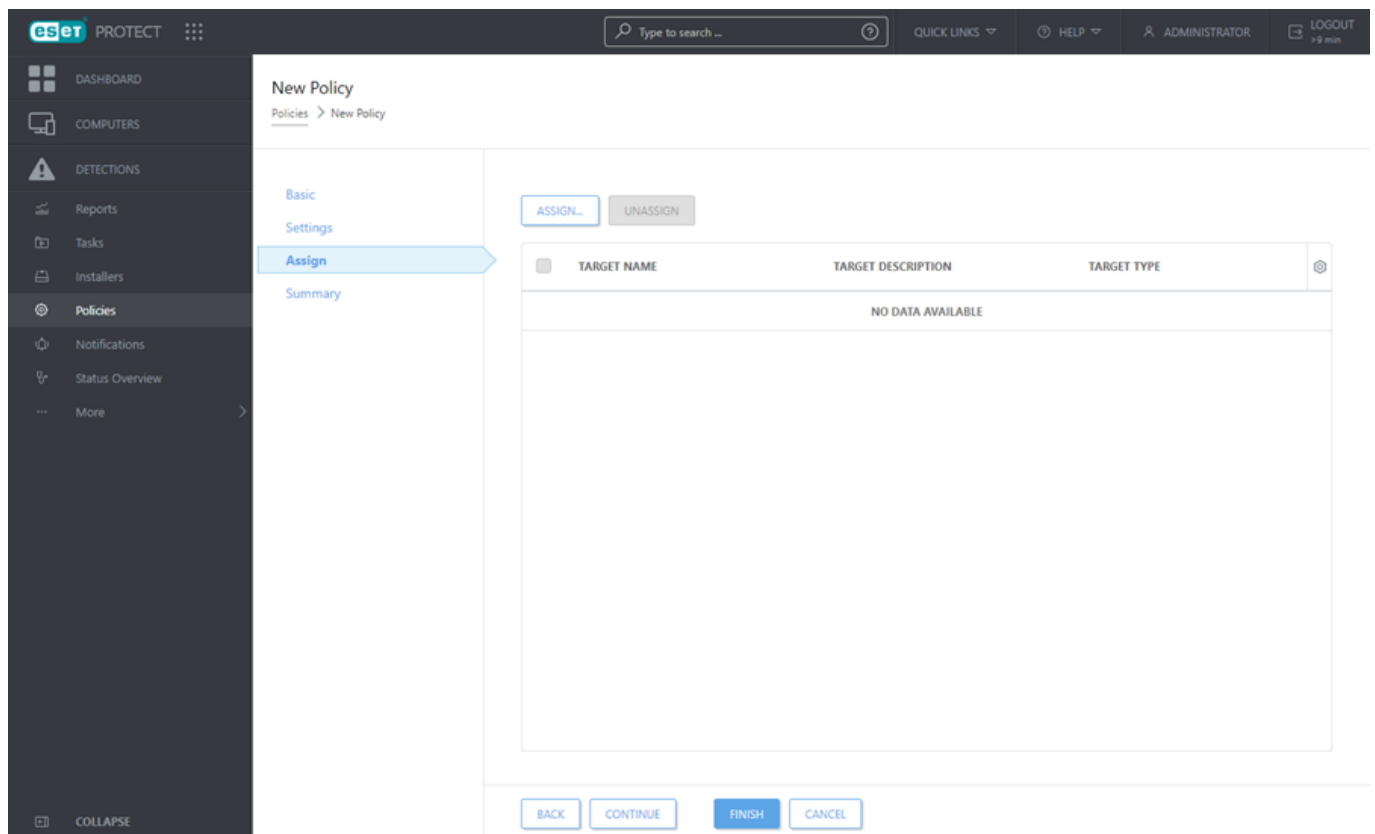 eset PROTECT
Type to search ...
QUICK LINKS
HELP
ADMINISTRATOR
LOGOUT
>9 min
DASHBOARD
COMPUTERS
DETECTIONS
Reports
Tasks
Installers
Policies
Notifications
Status Overview
More
COLLAPSE
New Policy
Policies > New Policy
Basic
Settings
Assign
Summary
ASSIGN... UNASSIGN
TARGET NAME TARGET DESCRIPTION TARGET TYPE
NO DATA AVAILABLE
BACK CONTINUE FINISH CANCEL